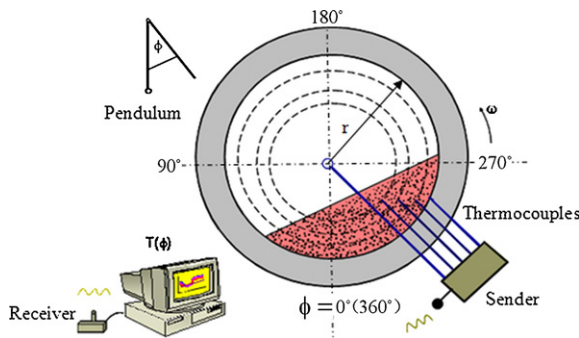 180°
ϕ
Pendulum
r
ω
90°
270°
Thermocouples
T(ϕ)
ϕ = 0°(360°)
Sender
Receiver